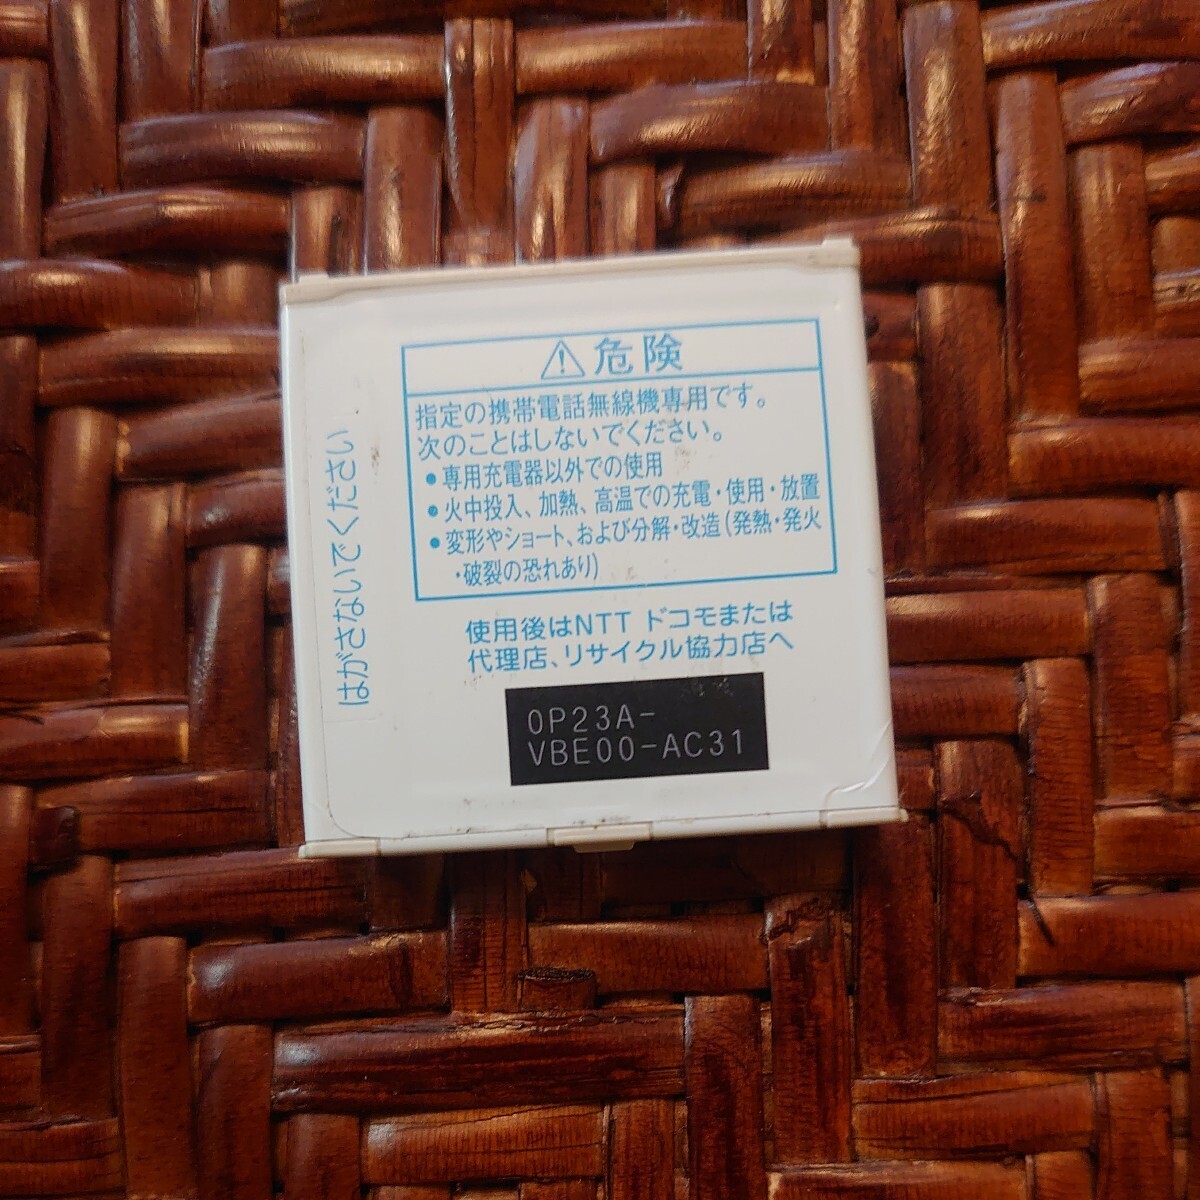 ⚠危険
指定の携帯電話無線機専用です。
次のことはしないでください。
●専用充電器以外での使用
●火中投入、加熱、高温での充電・使用・放置
●変形やショート、および分解・改造(発熱・発火
・破裂の恐れあり)
使用後はNTT ドコモまたは
代理店、リサイクル協力店へ
0P23A-
VBE00-AC31
はがさないでください